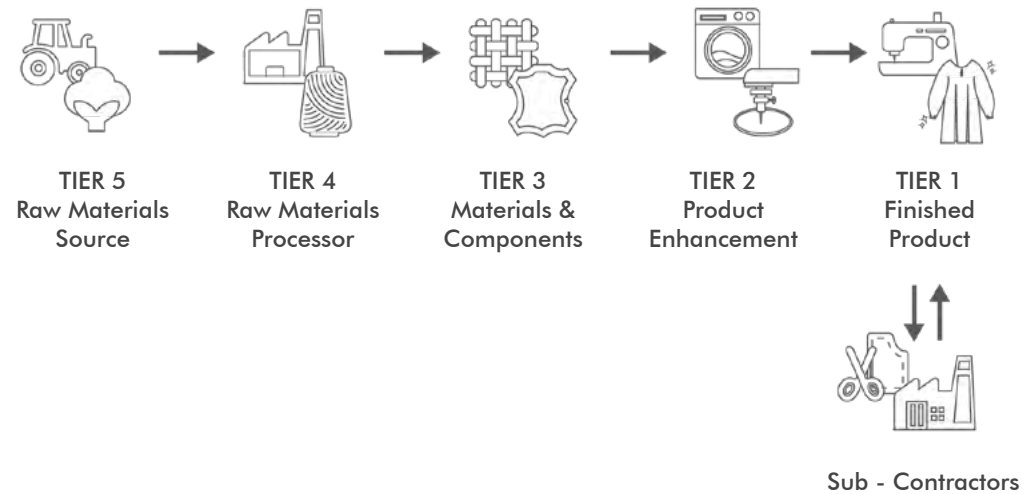 TIER 5
Raw Materials
Source
TIER 4
Raw Materials
Processor
TIER 3
Materials &
Components
TIER 2
Product
Enhancement
TIER 1
Finished
Product
Sub - Contractors